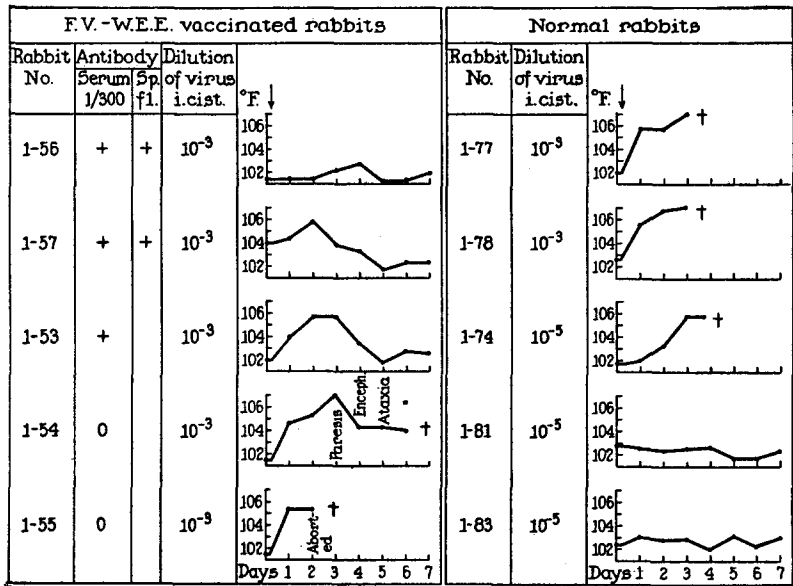 F.V.-W.E.E. vaccinated rabbits
Rabbit No.
Antibody
Serum 1/300
Sp. fl.
Dilution of virus i.cist.
°F.
1-56 + + 10⁻³
106
104
102
1-57 + + 10⁻³
106
104
102
1-53 + 10⁻³
106
104
102
1-54 0 10⁻³
106
104
102
Paresis
Enceph.
Ataxia
†
1-55 0 10⁻³
106
104
102
Abort-
ed
†
Days 1 2 3 4 5 6 7
Normal rabbits
Rabbit No.
Dilution of virus i.cist.
°F.
1-77 10⁻³
106
104
102
†
1-78 10⁻³
106
104
102
†
1-74 10⁻⁵
106
104
102
†
1-81 10⁻⁵
106
104
102
1-83 10⁻⁵
106
104
102
Days 1 2 3 4 5 6 7